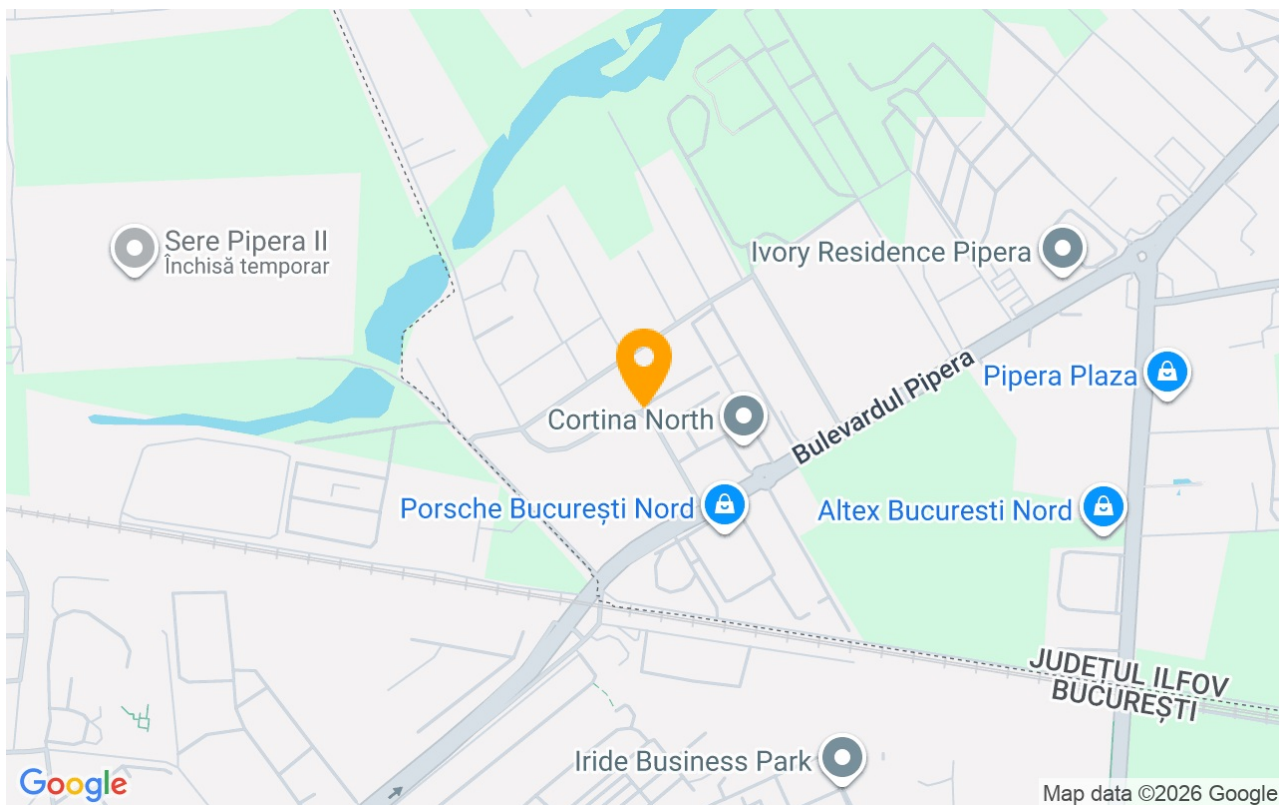 Sere Pipera II
Închisă temporar
Ivory Residence Pipera
Bulevardul Pipera
Pipera Plaza
Cortina North
Porsche București Nord
Altex Bucuresti Nord
JUDEȚUL ILFOV
BUCUREȘTI
Iride Business Park
Google
Map data ©2026 Google